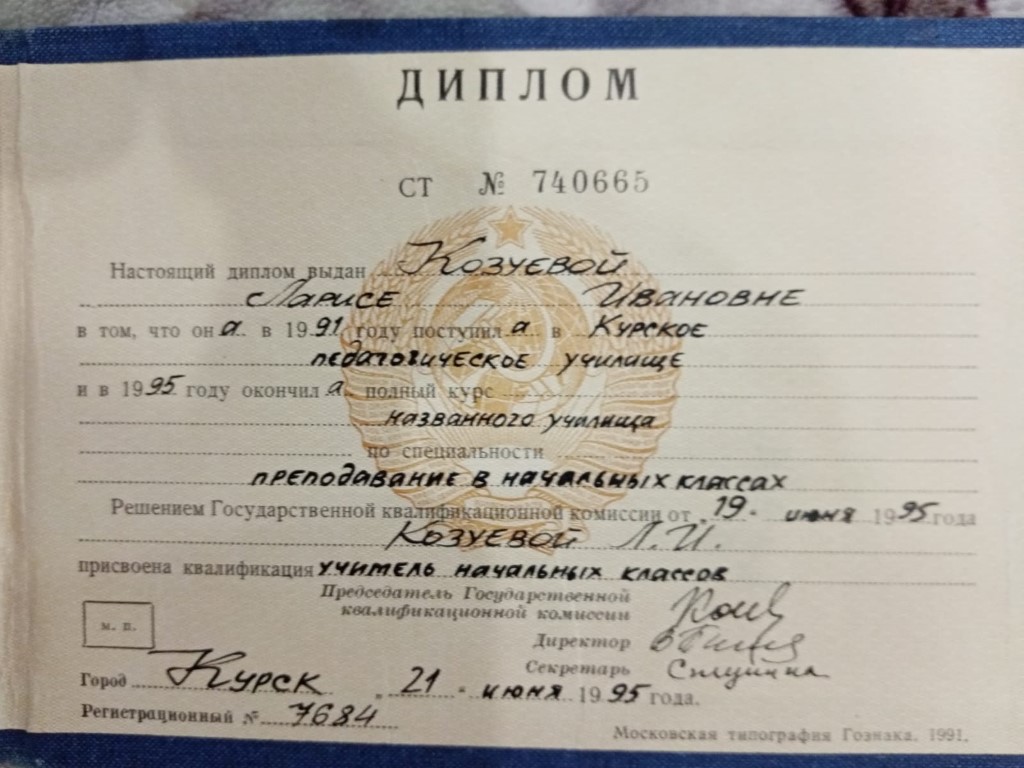 ДИПЛОМ
СТ № 740665
Настоящий диплом выдан Козуевой
Ларисе Ивановне
в том, что он а в 1991 году поступил а в Курское
педагогическое училище
и в 1995 году окончил а полный курс
названного училища
по специальности
преподавание в начальных классах
Решением Государственной квалификационной комиссии от 19 июня 1995 года
Козуевой Л.И.
присвоена квалификация учитель начальных классов
Председатель Государственной
квалификационной комиссии
Директор
Секретарь
м. п.
Город Курск „21" июня 1995 года.
Регистрационный № 7684
Московская типография Гознака. 1991.